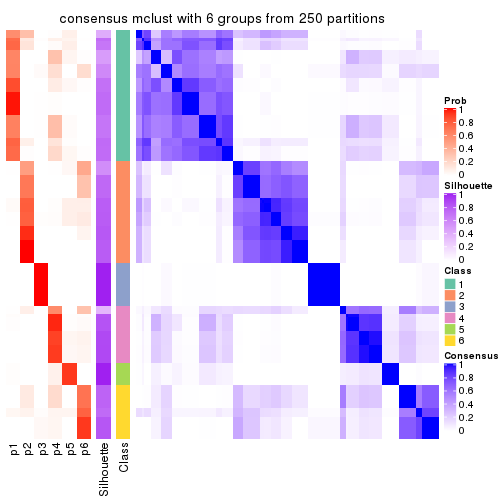 consensus mclust with 6 groups from 250 partitions
Prob
1
0.8
0.6
0.4
0.2
0
Silhouette
1
0.8
0.6
0.4
0.2
0
Class
1
2
3
4
5
6
Consensus
1
0.8
0.6
0.4
0.2
0
p1
p2
p3
p4
p5
p6
Silhouette
Class